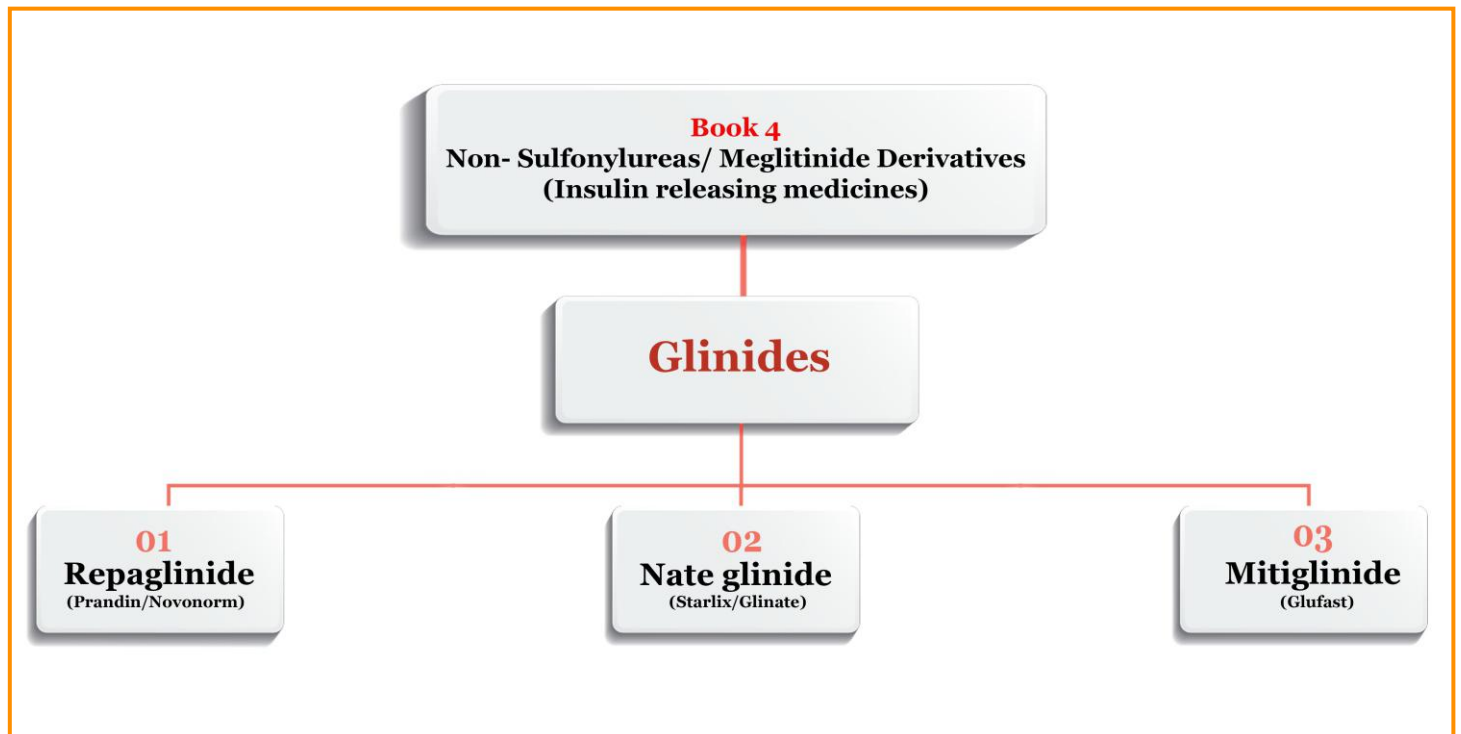 Book 4
Non- Sulfonylureas/ Meglitinide Derivatives
(Insulin releasing medicines)
Glinides
01
Repaglinide
(Prandin/Novonorm)
02
Nate glinide
(Starlix/Glinate)
03
Mitiglinide
(Glufast)